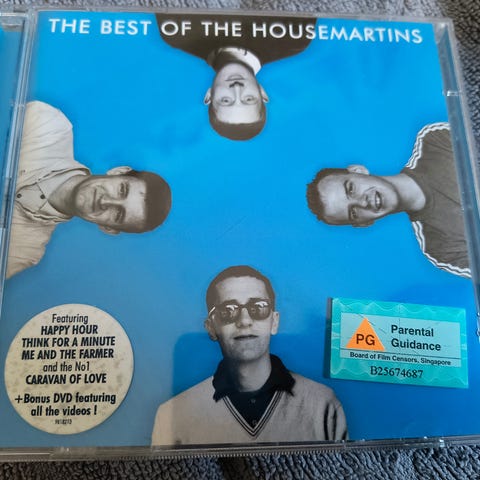 THE BEST OF THE HOUSEMARTINS
Featuring
HAPPY HOUR
THINK FOR A MINUTE
ME AND THE FARMER
and the No1
CARAVAN OF LOVE
+Bonus DVD featuring
all the videos !
9818213
PG
Parental
Guidance
Board of Film Censors, Singapore
B25674687